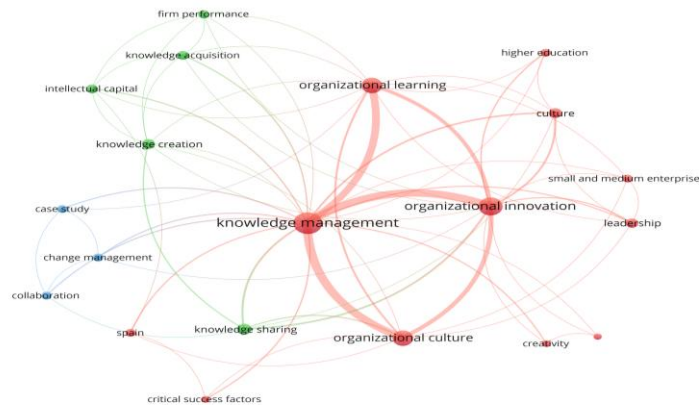 firm performance
knowledge acquisition
higher education
intellectual capital
organizational learning
culture
knowledge creation
small and medium enterprise
case study
organizational innovation
knowledge management
leadership
change management
collaboration
spain
knowledge sharing
organizational culture
creativity
critical success factors